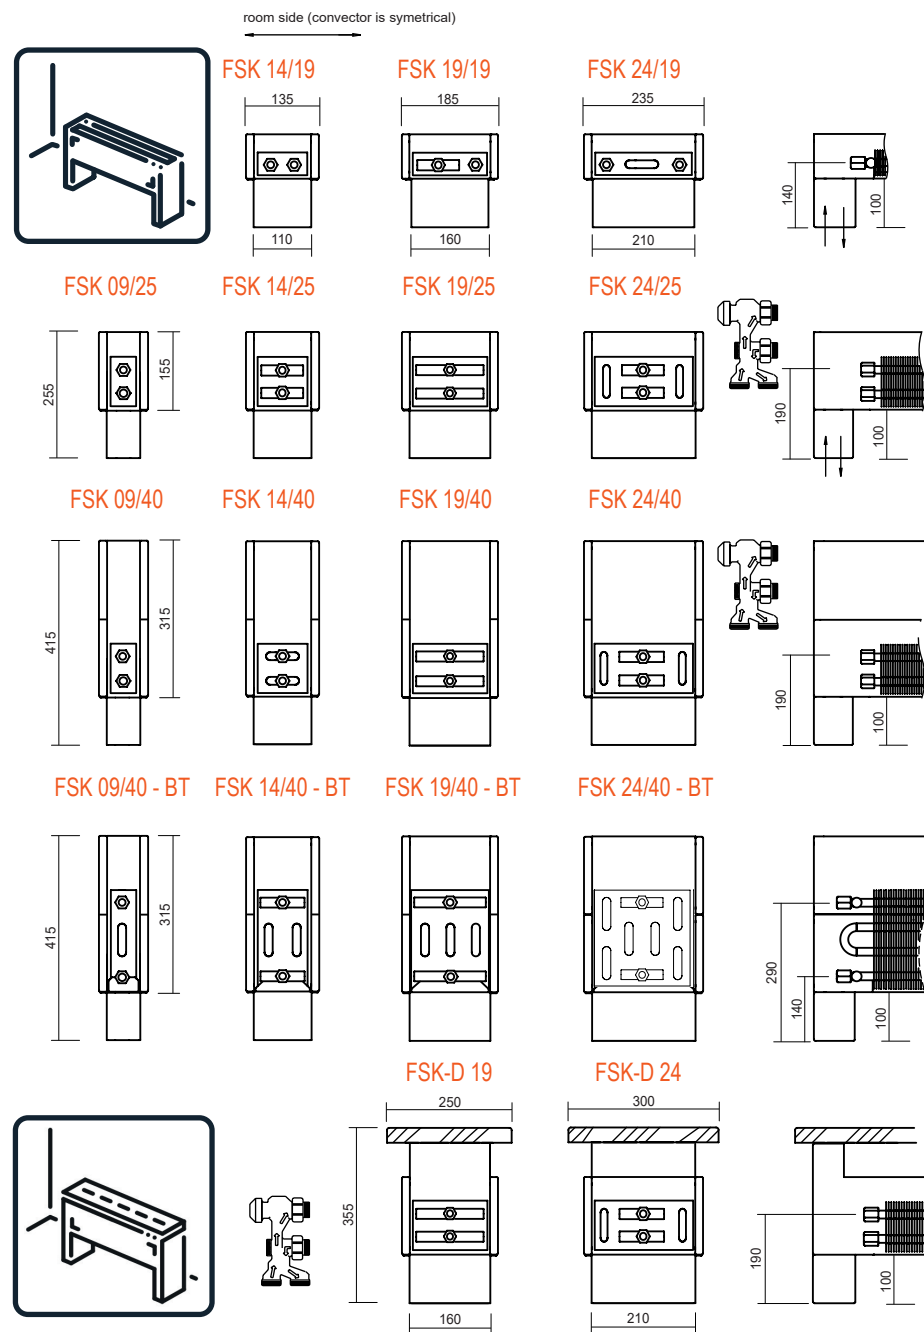 room side (convector is symetrical)
FSK 14/19 FSK 19/19 FSK 24/19
135 185 235
140 100
110 160 210
FSK 09/25 FSK 14/25 FSK 19/25 FSK 24/25
255 155 190 100
FSK 09/40 FSK 14/40 FSK 19/40 FSK 24/40
415 315 190 100
FSK 09/40 - BT FSK 14/40 - BT FSK 19/40 - BT FSK 24/40 - BT
415 315 290 140 100
FSK-D 19 FSK-D 24
250 300
355 190 100
160 210